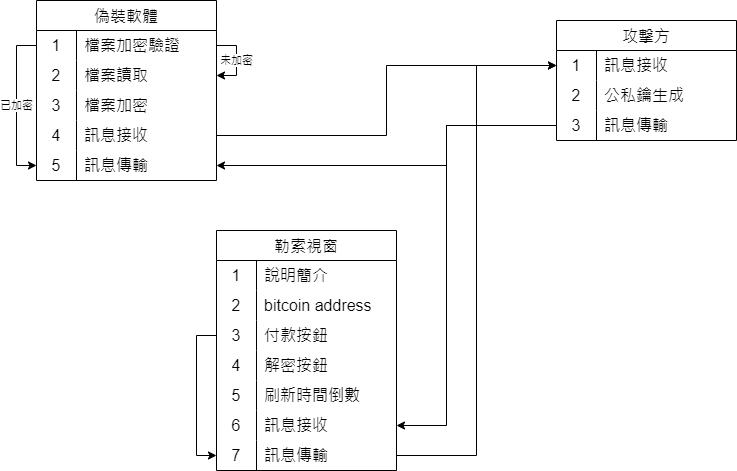 偽裝軟體
1 檔案加密驗證
2 檔案讀取
3 檔案加密
4 訊息接收
5 訊息傳輸
未加密
已加密
攻擊方
1 訊息接收
2 公私鑰生成
3 訊息傳輸
勒索視窗
1 說明簡介
2 bitcoin address
3 付款按鈕
4 解密按鈕
5 刷新時間倒數
6 訊息接收
7 訊息傳輸